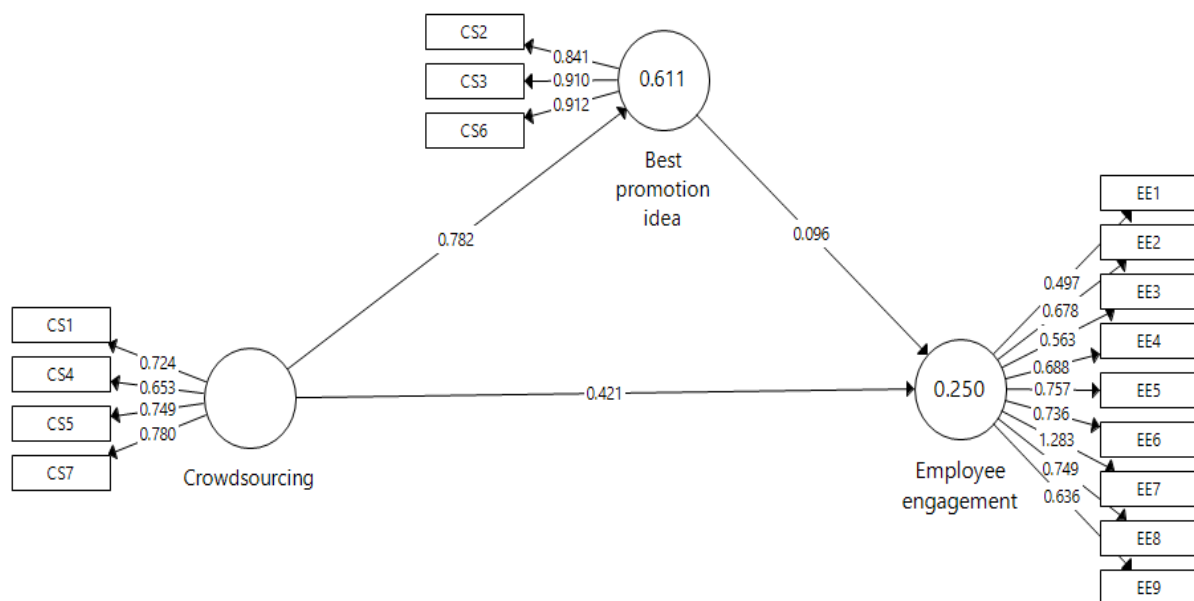 CS2
CS3
CS6
0.841
0.910
0.912
0.611
Best
promotion
idea
0.782
0.096
CS1
CS4
CS5
CS7
0.724
0.653
0.749
0.780
Crowdsourcing
0.421
0.250
Employee
engagement
0.497
0.678
0.563
0.688
0.757
0.736
1.283
0.749
0.636
EE1
EE2
EE3
EE4
EE5
EE6
EE7
EE8
EE9